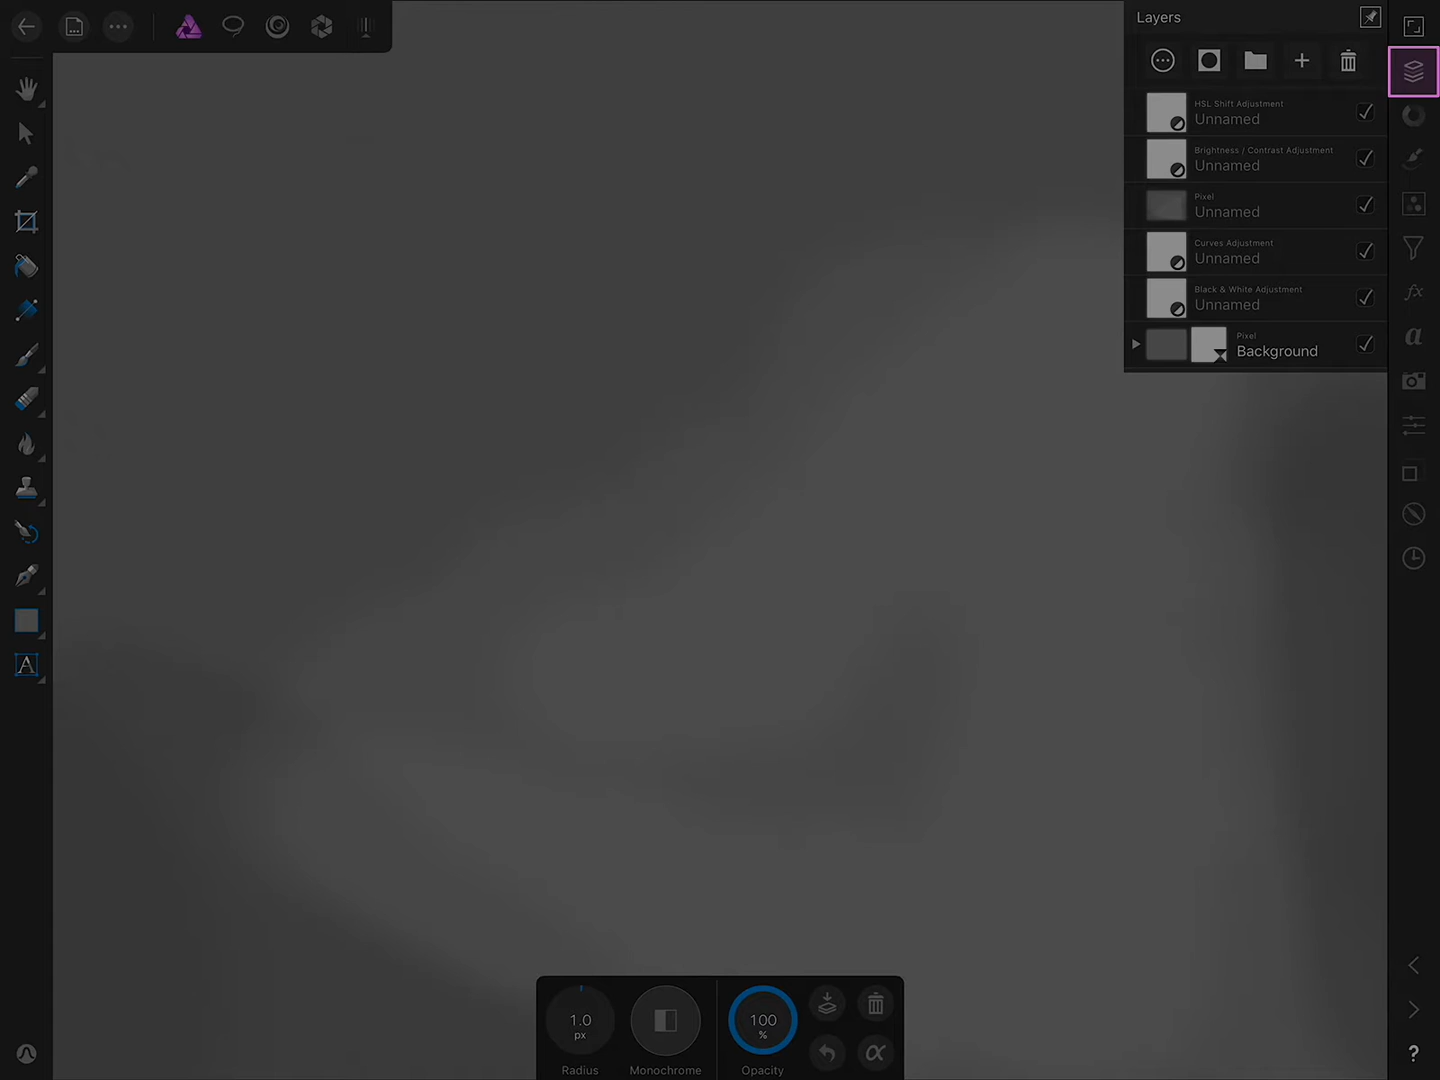 Layers
HSL Shift Adjustment
Unnamed
Brightness / Contrast Adjustment
Unnamed
Pixel
Unnamed
Curves Adjustment
Unnamed
Black & White Adjustment
Unnamed
Pixel
Background
fx
a
A
?
1.0
px
Radius
Monochrome
100
%
Opacity
α